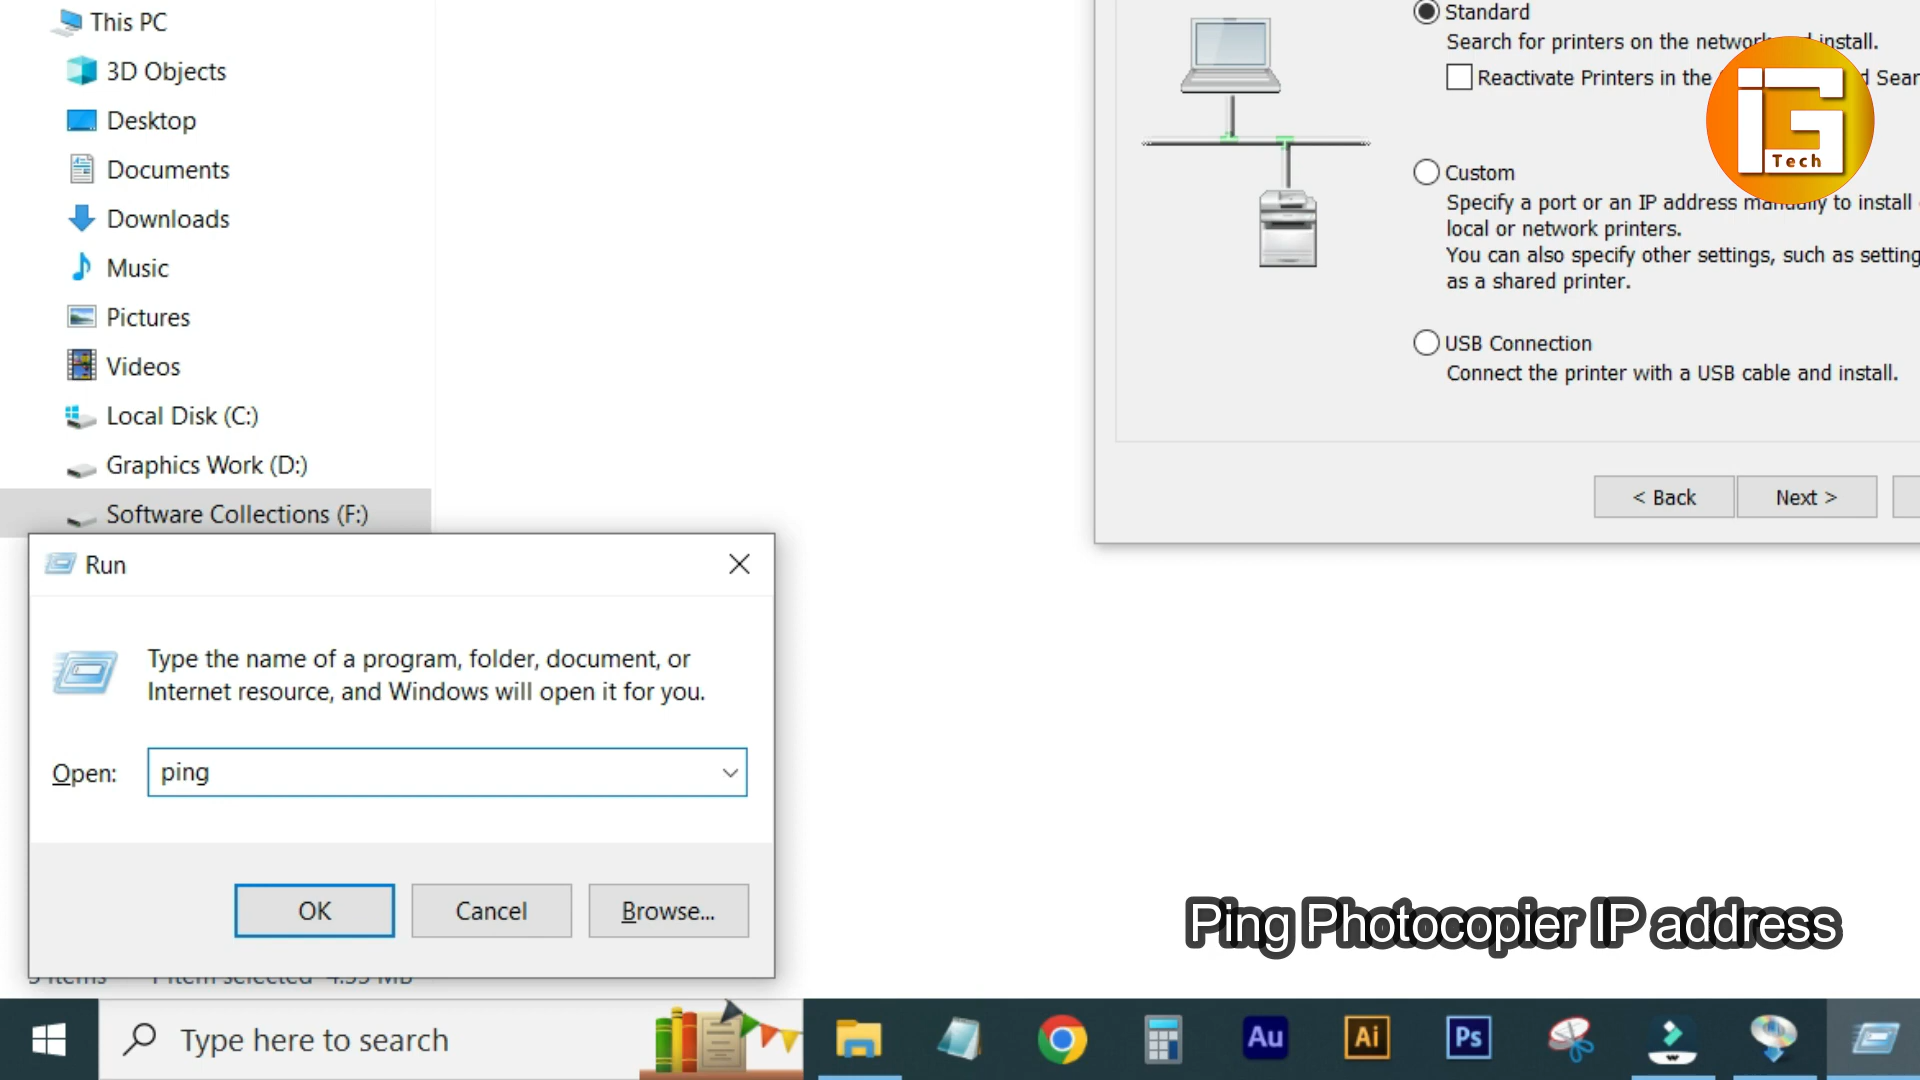 This PC
3D Objects
Desktop
Documents
Downloads
Music
Pictures
Videos
Local Disk (C:)
Graphics Work (D:)
Software Collections (F:)
Standard
Search for printers on the network install.
Reactivate Printers in the
Custom
Specify a port or an IP address manually to install
local or network printers.
You can also specify other settings, such as setting
as a shared printer.
USB Connection
Connect the printer with a USB cable and install.
< Back
Next >
iG
Tech
Run
Type the name of a program, folder, document, or
Internet resource, and Windows will open it for you.
Open:
ping
OK
Cancel
Browse...
Ping Photocopier IP address
Type here to search
Au
Ai
Ps